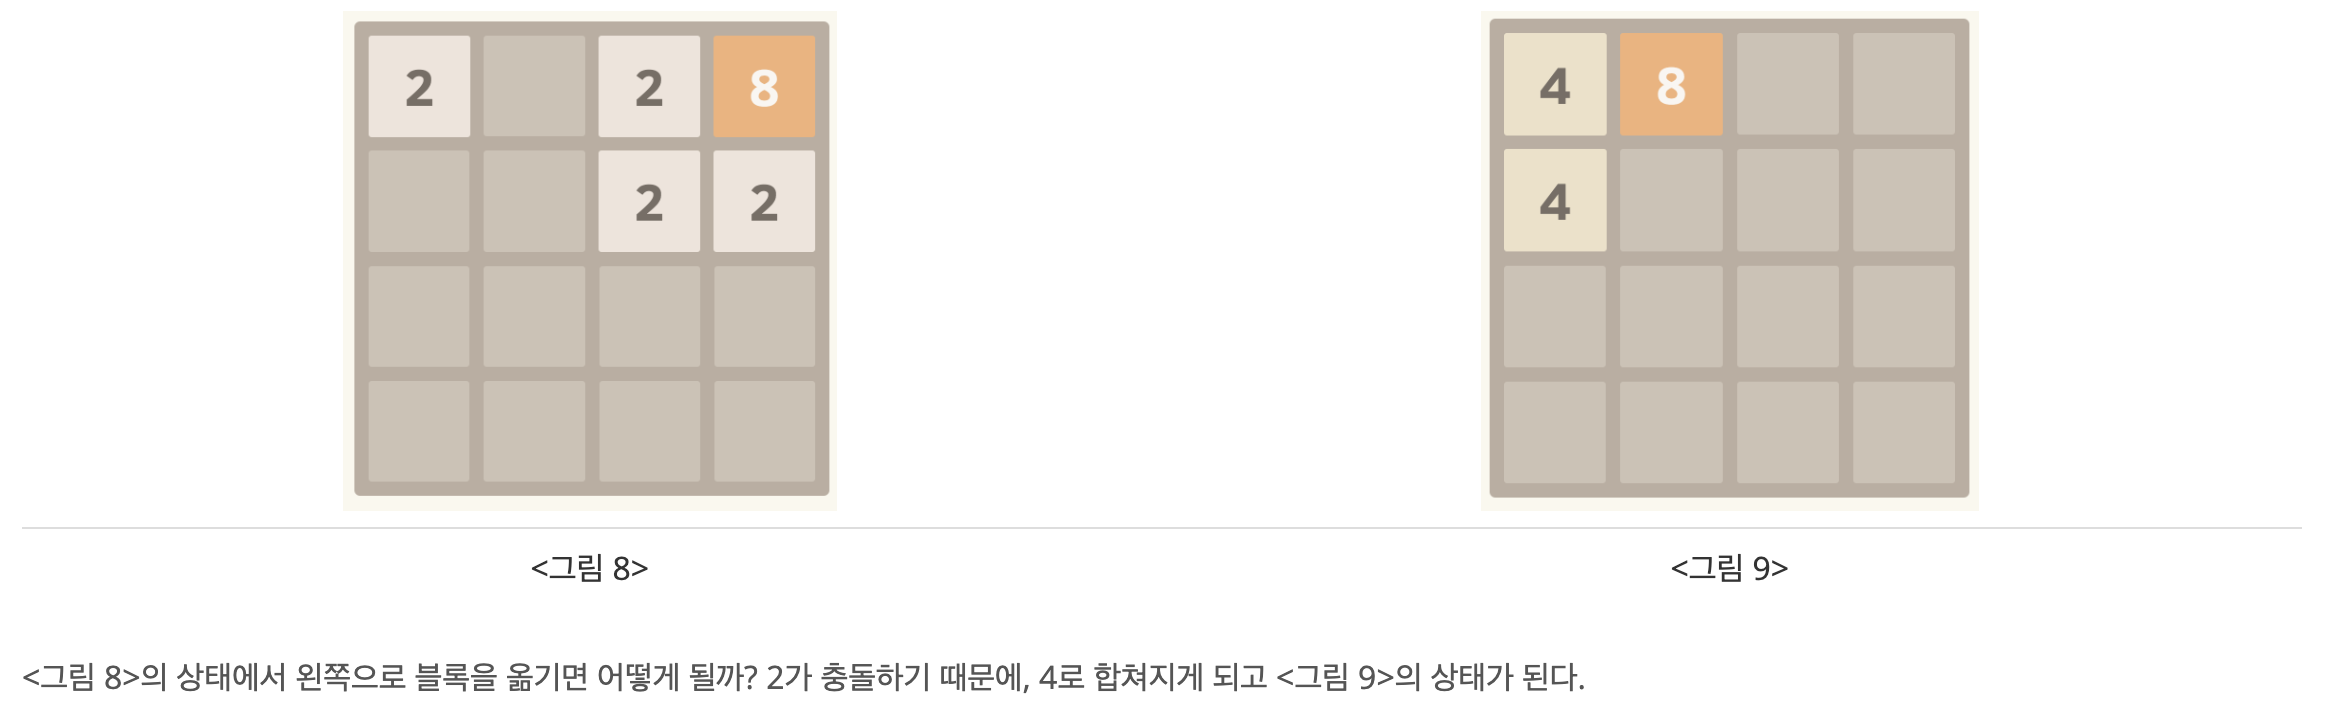 2 2 8
2 2
4 8
4
<그림 8>
<그림 9>
<그림 8>의 상태에서 왼쪽으로 블록을 옮기면 어떻게 될까? 2가 충돌하기 때문에, 4로 합쳐지게 되고 <그림 9>의 상태가 된다.